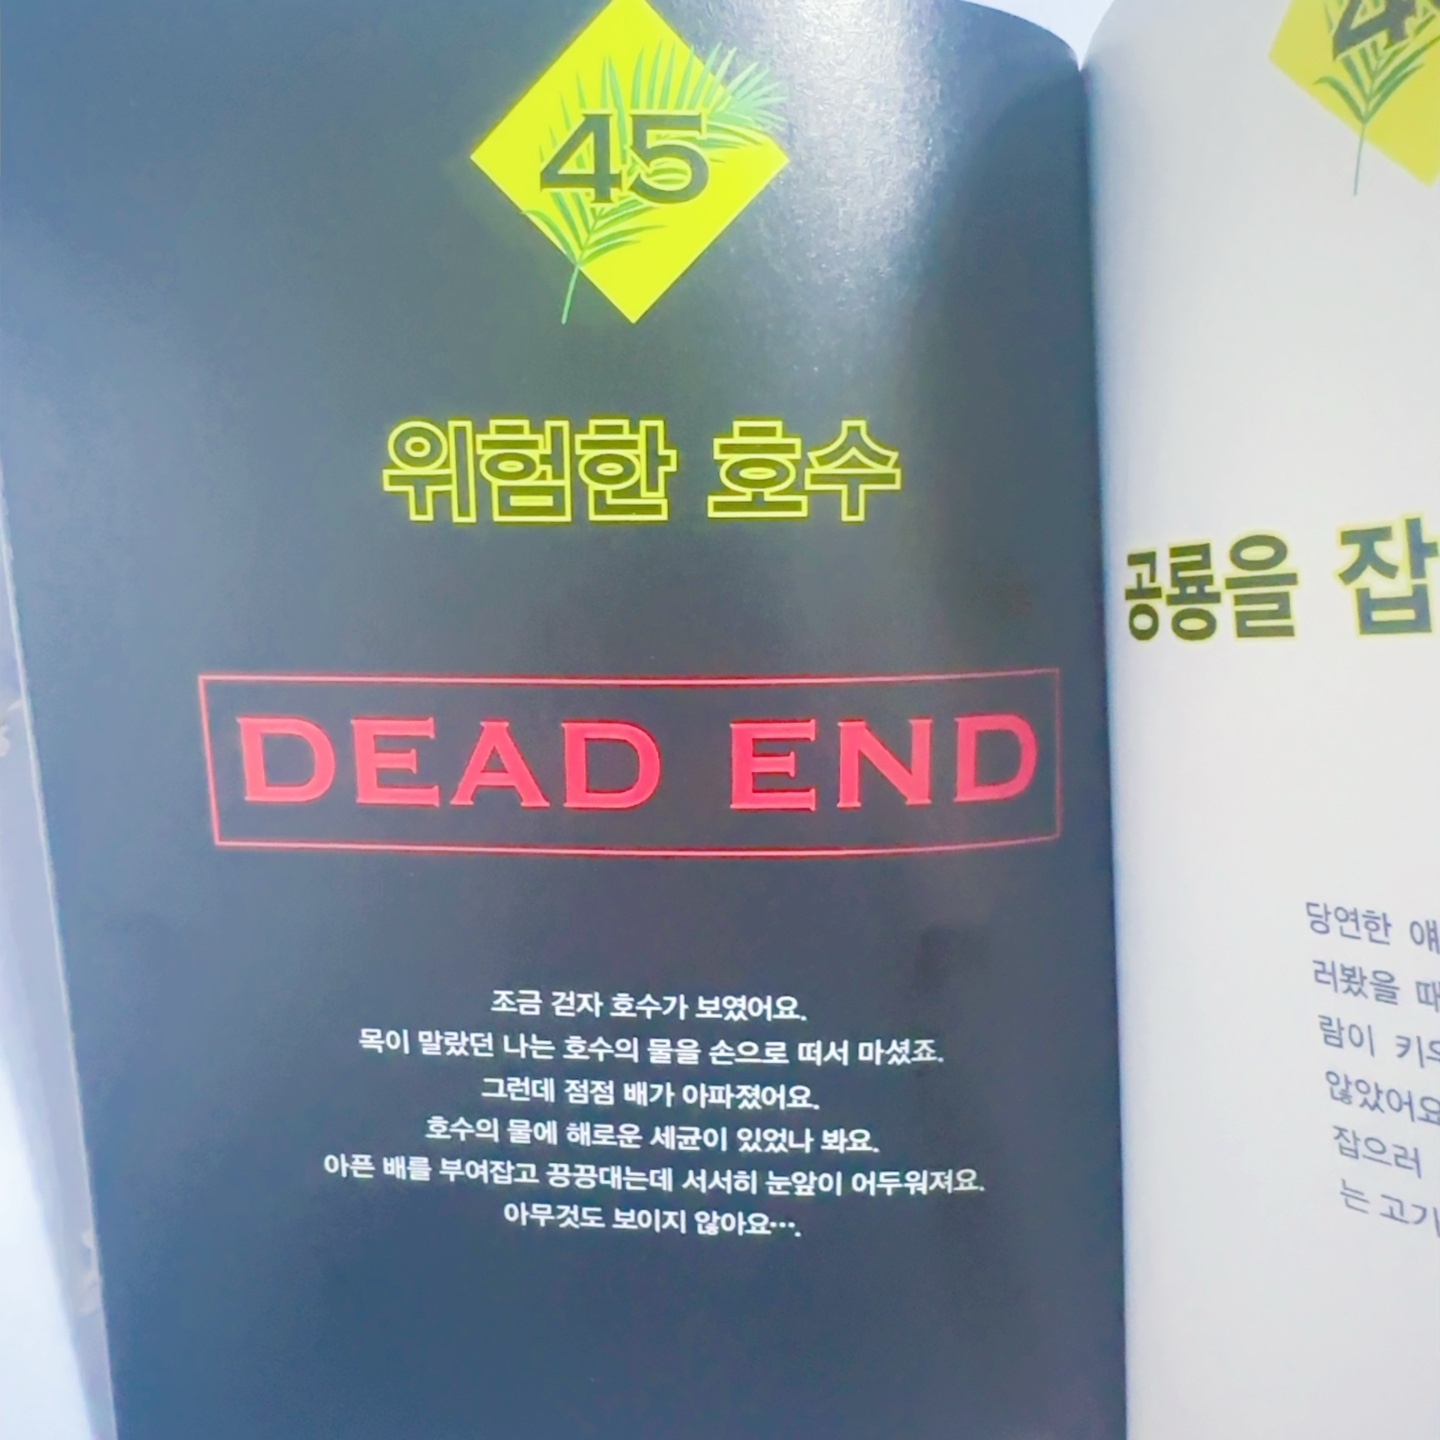 45
위험한 호수
DEAD END
조금 걷자 호수가 보였어요.
목이 말랐던 나는 호수의 물을 손으로 떠서 마셨죠.
그런데 점점 배가 아파졌어요.
호수의 물에 해로운 세균이 있었나 봐요.
아픈 배를 부여잡고 끙끙대는데 서서히 눈앞이 어두워져요.
아무것도 보이지 않아요….
4
공룡을 잡
당연한 얘
러봤을 때
람이 키우
않았어요
잡으러
는 고기